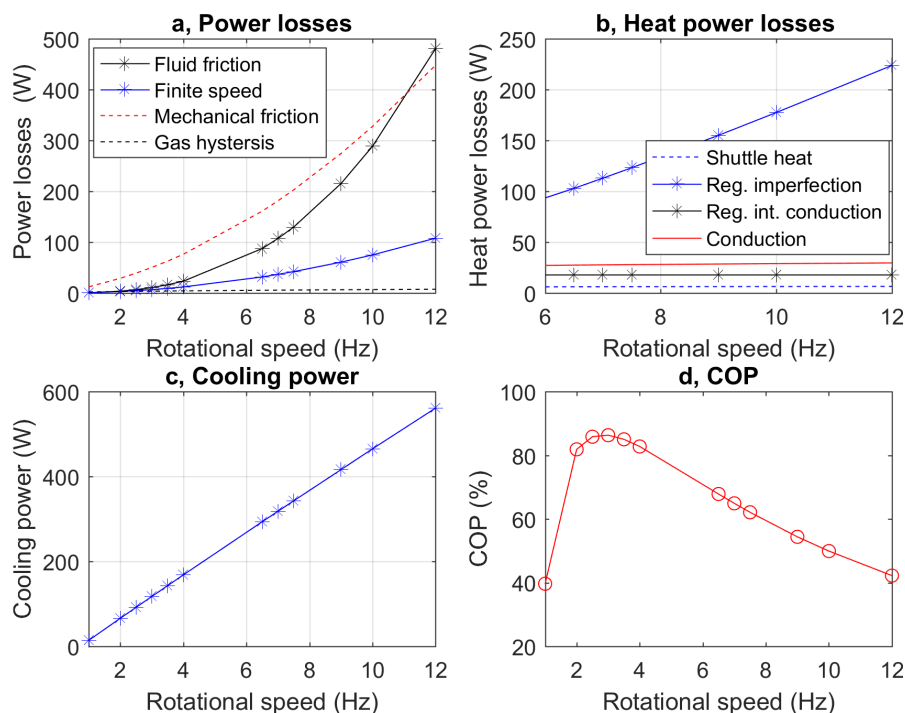 a, Power losses
500
400
300
200
100
0
2 4 6 8 10 12
Power losses (W)
Rotational speed (Hz)
Fluid friction
Finite speed
Mechanical friction
Gas hystersis
b, Heat power losses
250
200
150
100
50
0
6 8 10 12
Heat power losses (W)
Rotational speed (Hz)
Shuttle heat
Reg. imperfection
Reg. int. conduction
Conduction
c, Cooling power
600
400
200
0
2 4 6 8 10 12
Cooling power (W)
Rotational speed (Hz)
d, COP
100
80
60
40
20
2 4 6 8 10 12
COP (%)
Rotational speed (Hz)